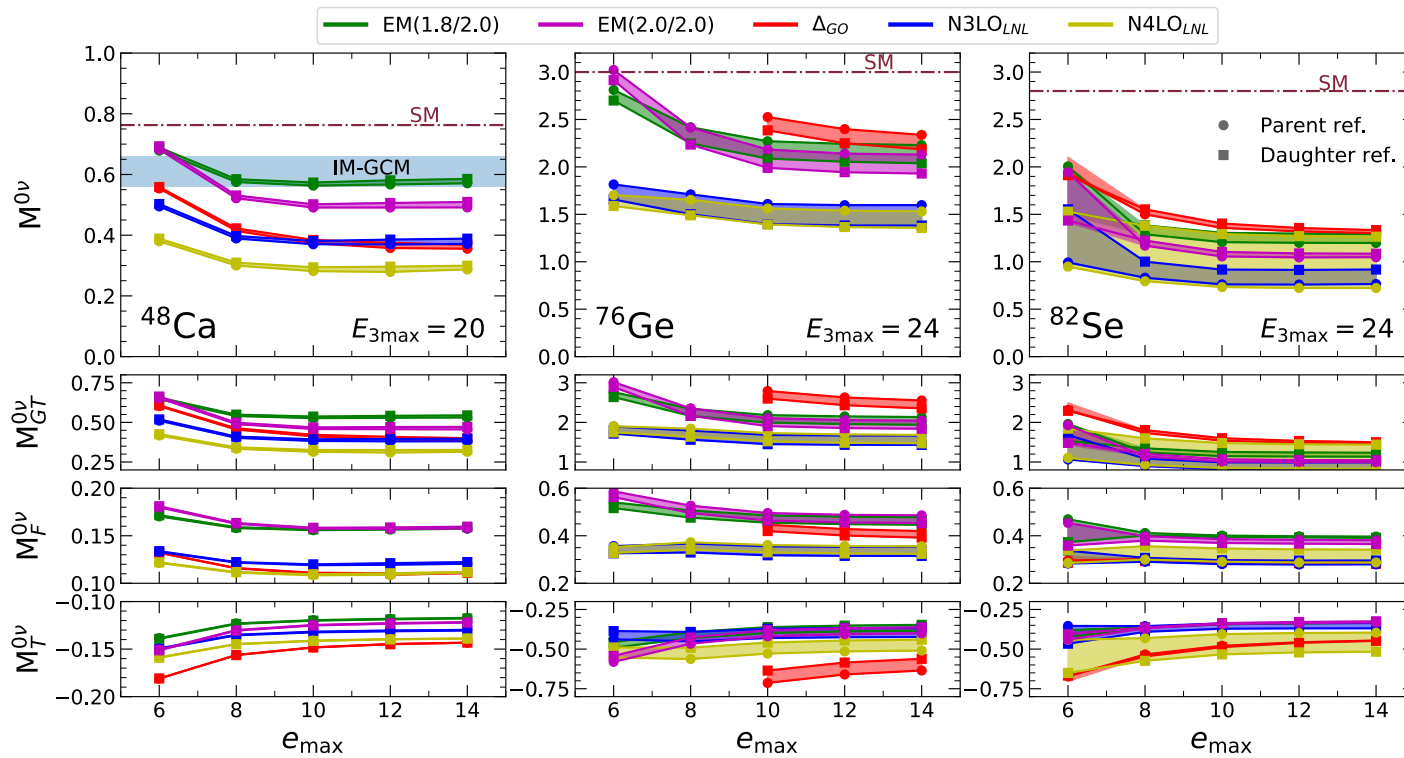 EM(1.8/2.0) EM(2.0/2.0) Δ_GO N3LO_LNL N4LO_LNL
1.0
0.8
0.6
0.4
0.2
0.0
M^0ν
SM
IM-GCM
^48Ca
E_3max = 20
3.0
2.5
2.0
1.5
1.0
0.5
0.0
SM
^76Ge
E_3max = 24
3.0
2.5
2.0
1.5
1.0
0.5
0.0
SM
Parent ref.
Daughter ref.
^82Se
E_3max = 24
0.75
0.50
0.25
M^0ν_GT
3
2
1
3
2
1
0.20
0.15
0.10
M^0ν_F
0.6
0.4
0.2
0.6
0.4
0.2
−0.10
−0.15
−0.20
M^0ν_T
−0.25
−0.50
−0.75
−0.25
−0.50
−0.75
6 8 10 12 14
6 8 10 12 14
6 8 10 12 14
e_max
e_max
e_max